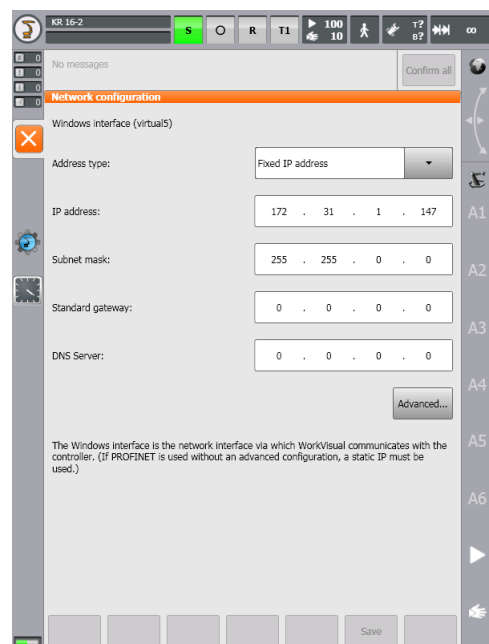 KR 16-2
S
O
R
T1
100
10
T?
B?
∞
0
0
0
0
No messages
Confirm all
Network configuration
Windows interface (virtual5)
Address type:
Fixed IP address
IP address:
172 . 31 . 1 . 147
Subnet mask:
255 . 255 . 0 . 0
Standard gateway:
0 . 0 . 0 . 0
DNS Server:
0 . 0 . 0 . 0
Advanced...
The Windows interface is the network interface via which WorkVisual communicates with the
controller. (If PROFINET is used without an advanced configuration, a static IP must be
used.)
A1
A2
A3
A4
A5
A6
Save